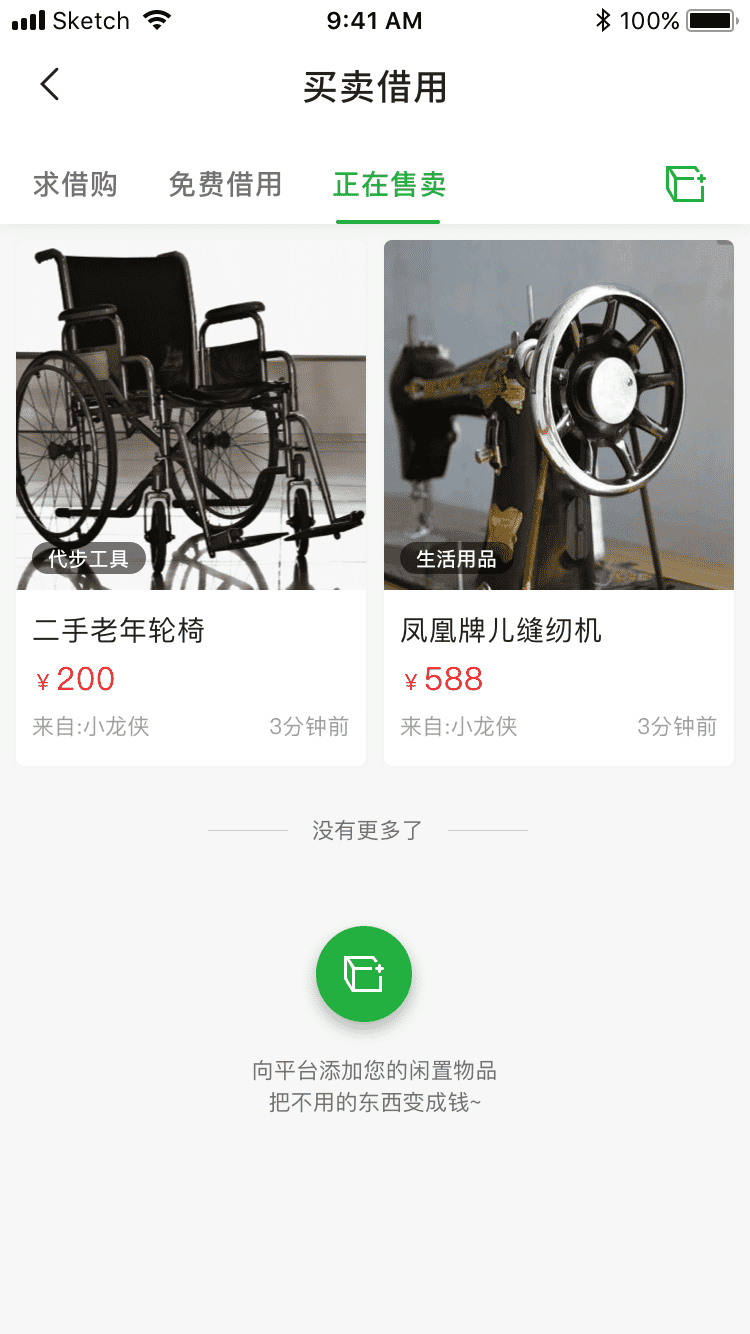 Sketch 9:41 AM 100%
买卖借用
求借购 免费借用 正在售卖
代步工具 生活用品
二手老年轮椅 凤凰牌儿缝纫机
¥ 200 ¥ 588
来自:小龙侠 3分钟前 来自:小龙侠 3分钟前
没有更多了
向平台添加您的闲置物品
把不用的东西变成钱~